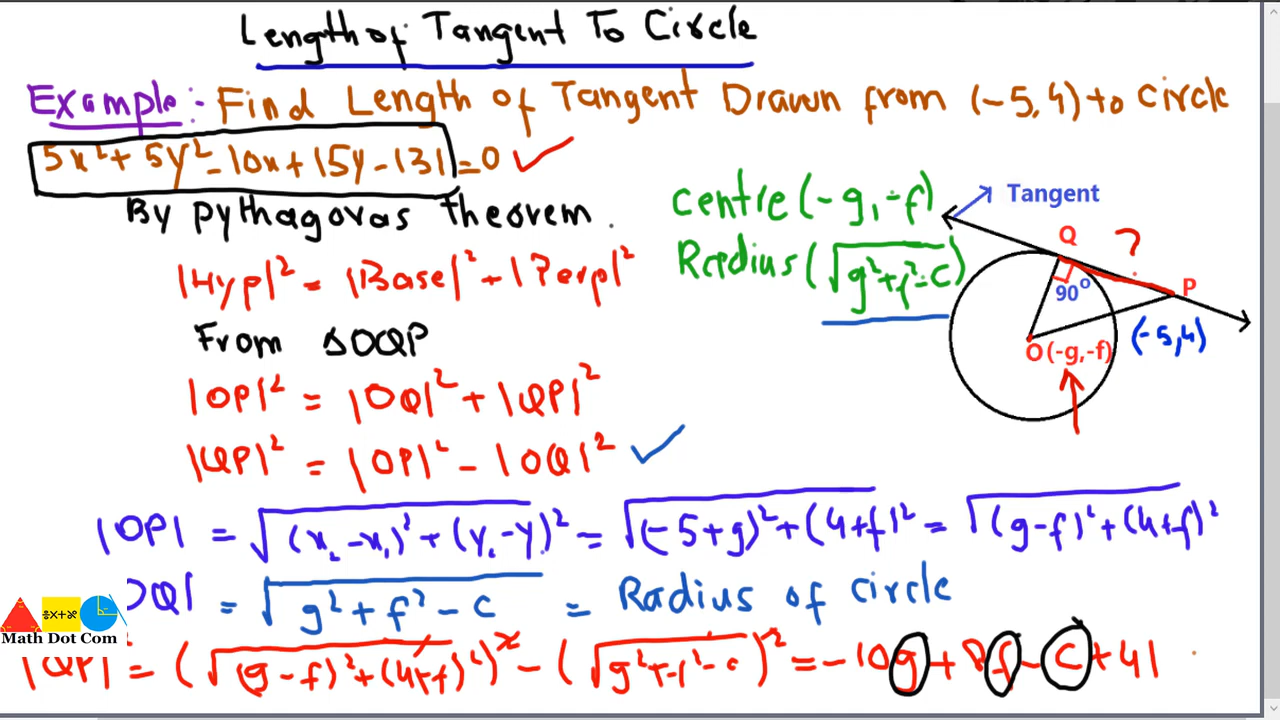 Length of Tangent To Circle
Example :- Find Length of Tangent Drawn from (-5, 4) to circle
5x² + 5y² - 10x + 15y - 131 = 0 ✓
By pythagoras theorem.
|Hyp|² = |Base|² + |Perp|²
From ΔOQP
|OP|² = |OQ|² + |QP|²
|QP|² = |OP|² - |OQ|² ✓
centre (-g, -f)
Radius (√g²+f²-c)
Tangent
Q
?
90°
P
(-5, 4)
O(-g,-f)
|OP| = √(x₂-x₁)² + (y₂-y₁)² = √(-5+g)² + (4+f)² = √(g-f)² + (4+f)²
OQ| = √g² + f² - c = Radius of circle
|QP|² = (√(g-f)²+(4+f)²)² - (√g²+f²-c)² = -10g + 8f - c + 41
Math Dot Com